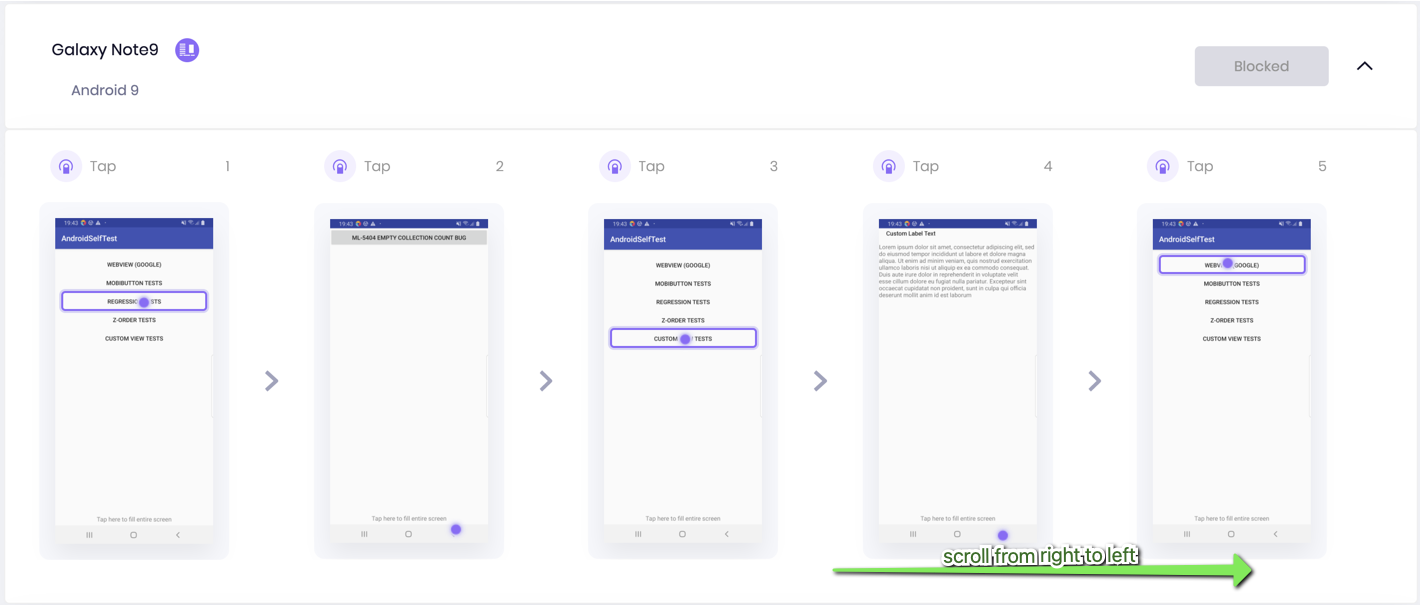 Galaxy Note9
Android 9
Blocked
Tap 1
Tap 2
Tap 3
Tap 4
Tap 5
19:43
AndroidSelfTest
WEBVIEW (GOOGLE)
MOBIBUTTON TESTS
REGRESSIO TESTS
Z-ORDER TESTS
CUSTOM VIEW TESTS
Tap here to fill entire screen
19:43
ML-5404 EMPTY COLLECTION COUNT BUG
Tap here to fill entire screen
19:43
AndroidSelfTest
WEBVIEW (GOOGLE)
MOBIBUTTON TESTS
REGRESSION TESTS
Z-ORDER TESTS
CUSTOM TESTS
Tap here to fill entire screen
19:43
Custom Label Text
Lorem ipsum dolor sit amet, consectetur adipiscing elit, sed
do eiusmod tempor incididunt ut labore et dolore magna
aliqua. Ut enim ad minim veniam, quis nostrud exercitation
ullamco laboris nisi ut aliquip ex ea commodo consequat.
Duis aute irure dolor in reprehenderit in voluptate velit
esse cillum dolore eu fugiat nulla pariatur. Excepteur sint
occaecat cupidatat non proident, sunt in culpa qui officia
deserunt mollit anim id est laborum
Tap here to fill entire screen
19:43
AndroidSelfTest
WEBV GOOGLE)
MOBIBUTTON TESTS
REGRESSION TESTS
Z-ORDER TESTS
CUSTOM VIEW TESTS
Tap here to fill entire screen
scroll from right to left